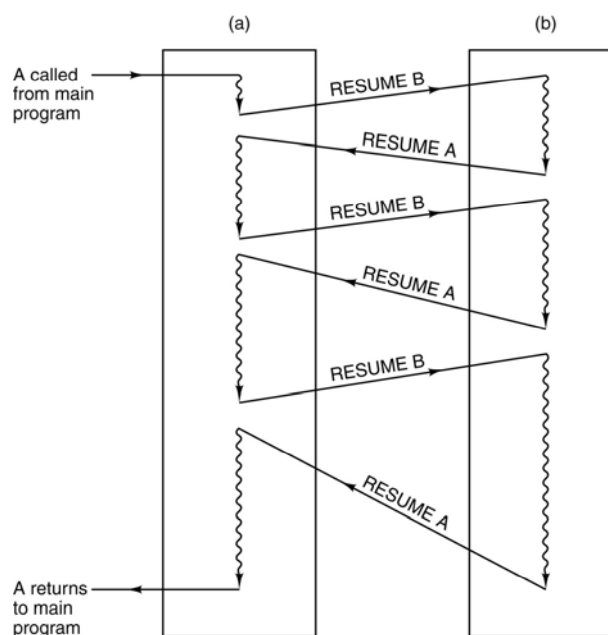 (a)
(b)
A called
from main
program
RESUME B
RESUME A
RESUME B
RESUME A
RESUME B
RESUME A
A returns
to main
program